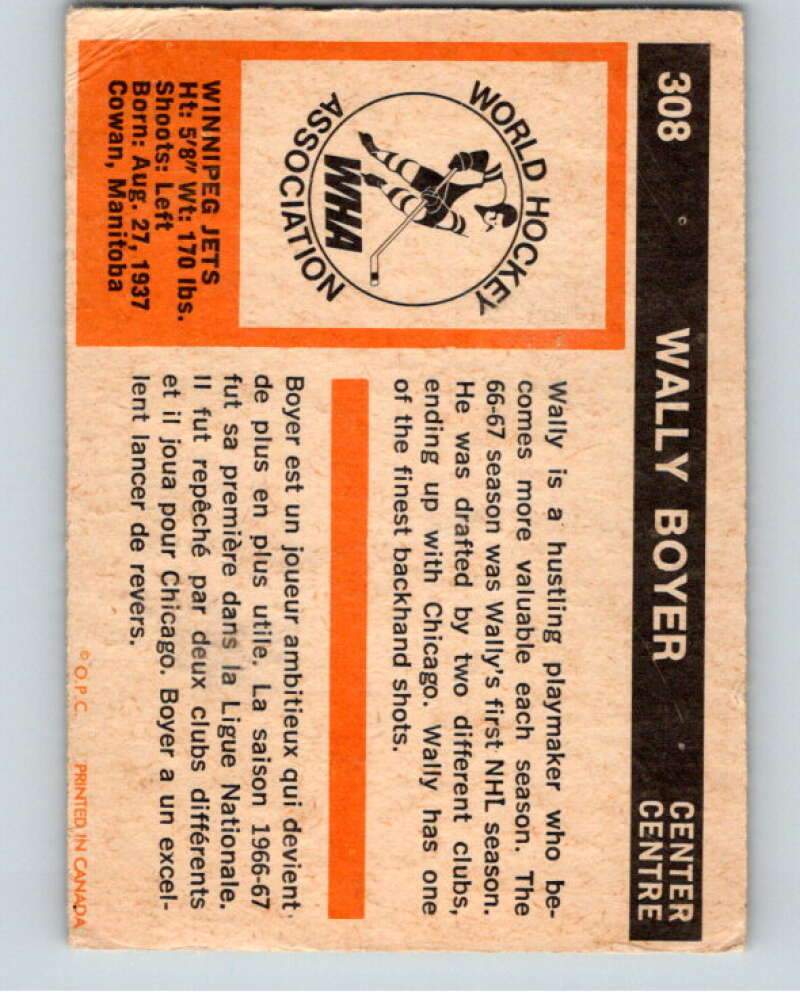 308 WALLY BOYER CENTER
CENTRE
WORLD HOCKEY
ASSOCIATION
WHA
WINNIPEG JETS
Ht: 5'8" Wt: 170 lbs.
Shoots: Left
Born: Aug. 27, 1937
Cowan, Manitoba
Wally is a hustling playmaker who be-
comes more valuable each season. The
66-67 season was Wally's first NHL season.
He was drafted by two different clubs,
ending up with Chicago. Wally has one
of the finest backhand shots.
Boyer est un joueur ambitieux qui devient
de plus en plus utile. La saison 1966-67
fut sa première dans la Ligue Nationale.
Il fut repêché par deux clubs différents
et il joua pour Chicago. Boyer a un excel-
lent lancer de revers.
© O.P.C. PRINTED IN CANADA